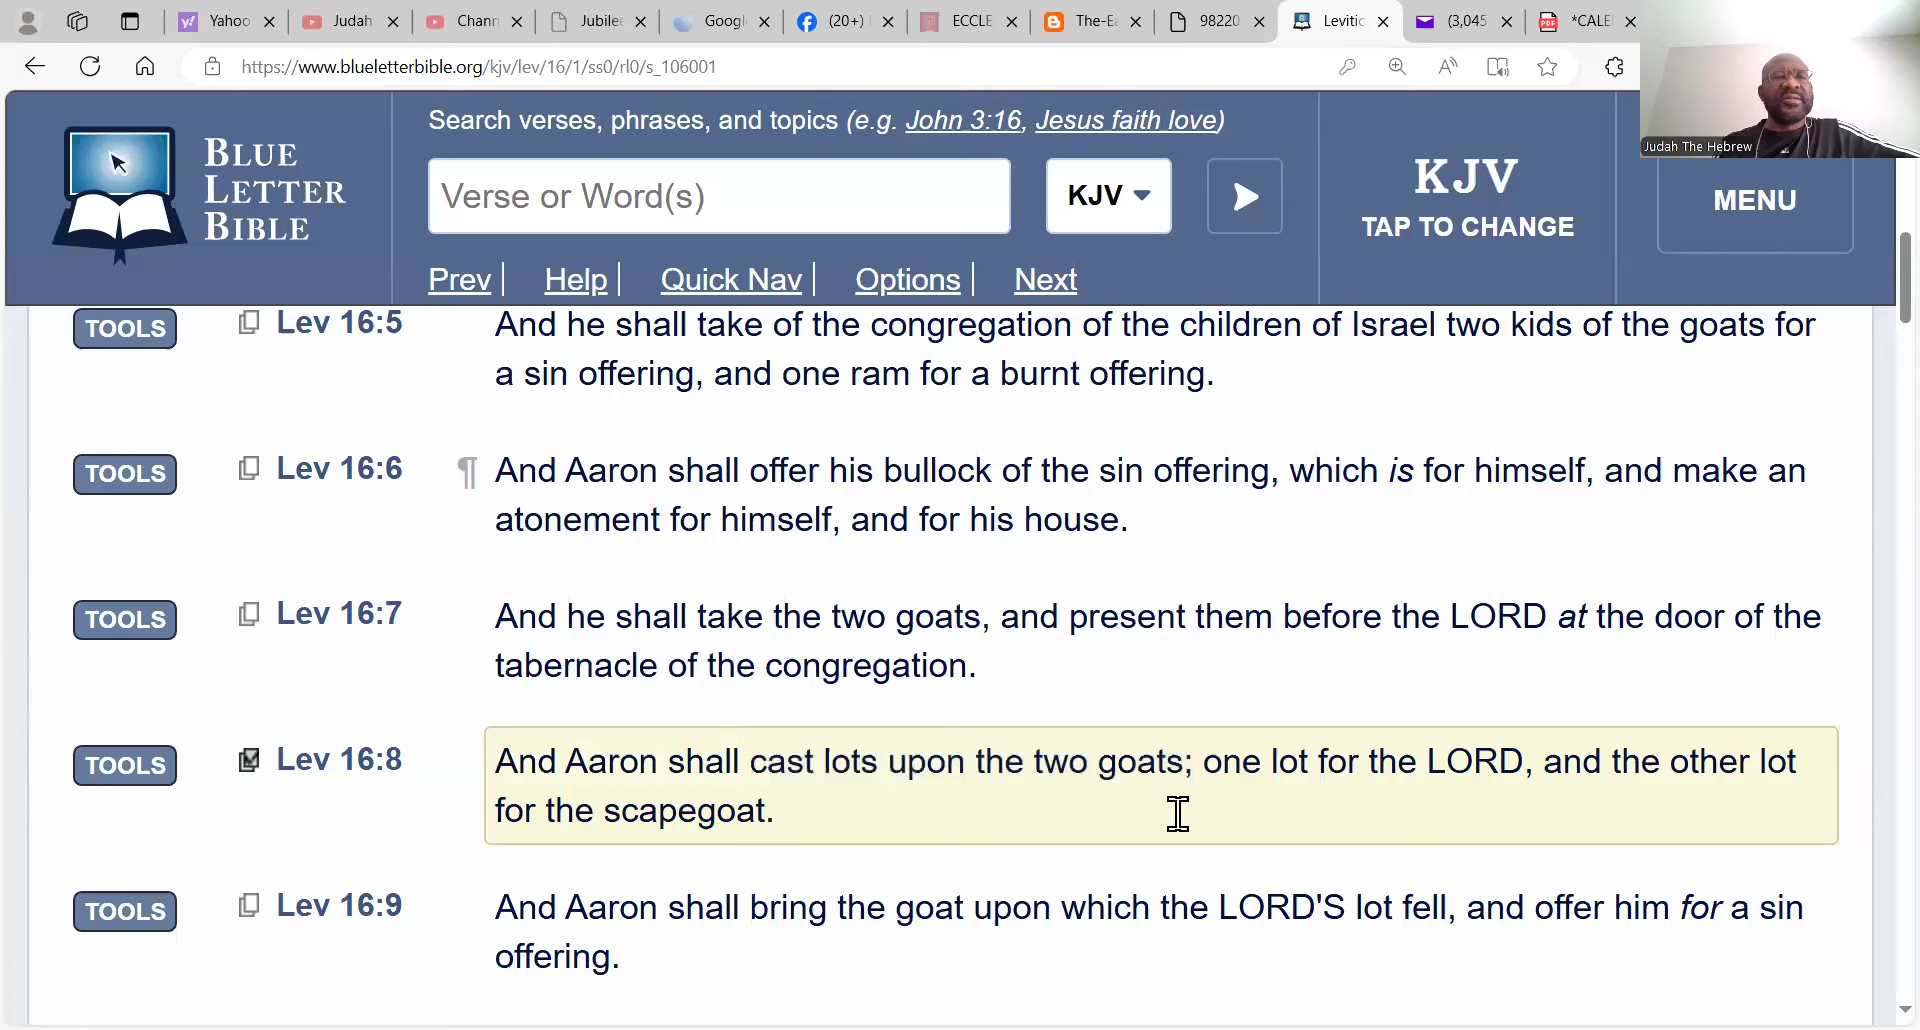 Yahoo
Judah
Chann
Jubilee
Googl
(20+)
ECCLE
The-Ea
98220
Levitic
(3,045
*CALE
https://www.blueletterbible.org/kjv/lev/16/1/ss0/rl0/s_106001
BLUE
LETTER
BIBLE
Search verses, phrases, and topics (e.g. John 3:16, Jesus faith love)
Verse or Word(s)
KJV
KJV
TAP TO CHANGE
MENU
Judah The Hebrew
Prev | Help | Quick Nav | Options | Next
TOOLS Lev 16:5 And he shall take of the congregation of the children of Israel two kids of the goats for
a sin offering, and one ram for a burnt offering.
TOOLS Lev 16:6 ¶ And Aaron shall offer his bullock of the sin offering, which is for himself, and make an
atonement for himself, and for his house.
TOOLS Lev 16:7 And he shall take the two goats, and present them before the LORD at the door of the
tabernacle of the congregation.
TOOLS Lev 16:8 And Aaron shall cast lots upon the two goats; one lot for the LORD, and the other lot
for the scapegoat.
TOOLS Lev 16:9 And Aaron shall bring the goat upon which the LORD'S lot fell, and offer him for a sin
offering.